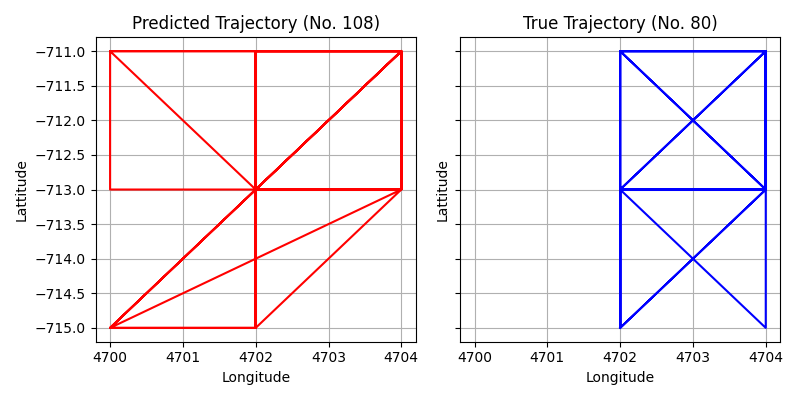 Predicted Trajectory (No. 108)
True Trajectory (No. 80)
−711.0
−711.5
−712.0
−712.5
−713.0
−713.5
−714.0
−714.5
−715.0
Lattitude
Lattitude
4700 4701 4702 4703 4704
4700 4701 4702 4703 4704
Longitude
Longitude